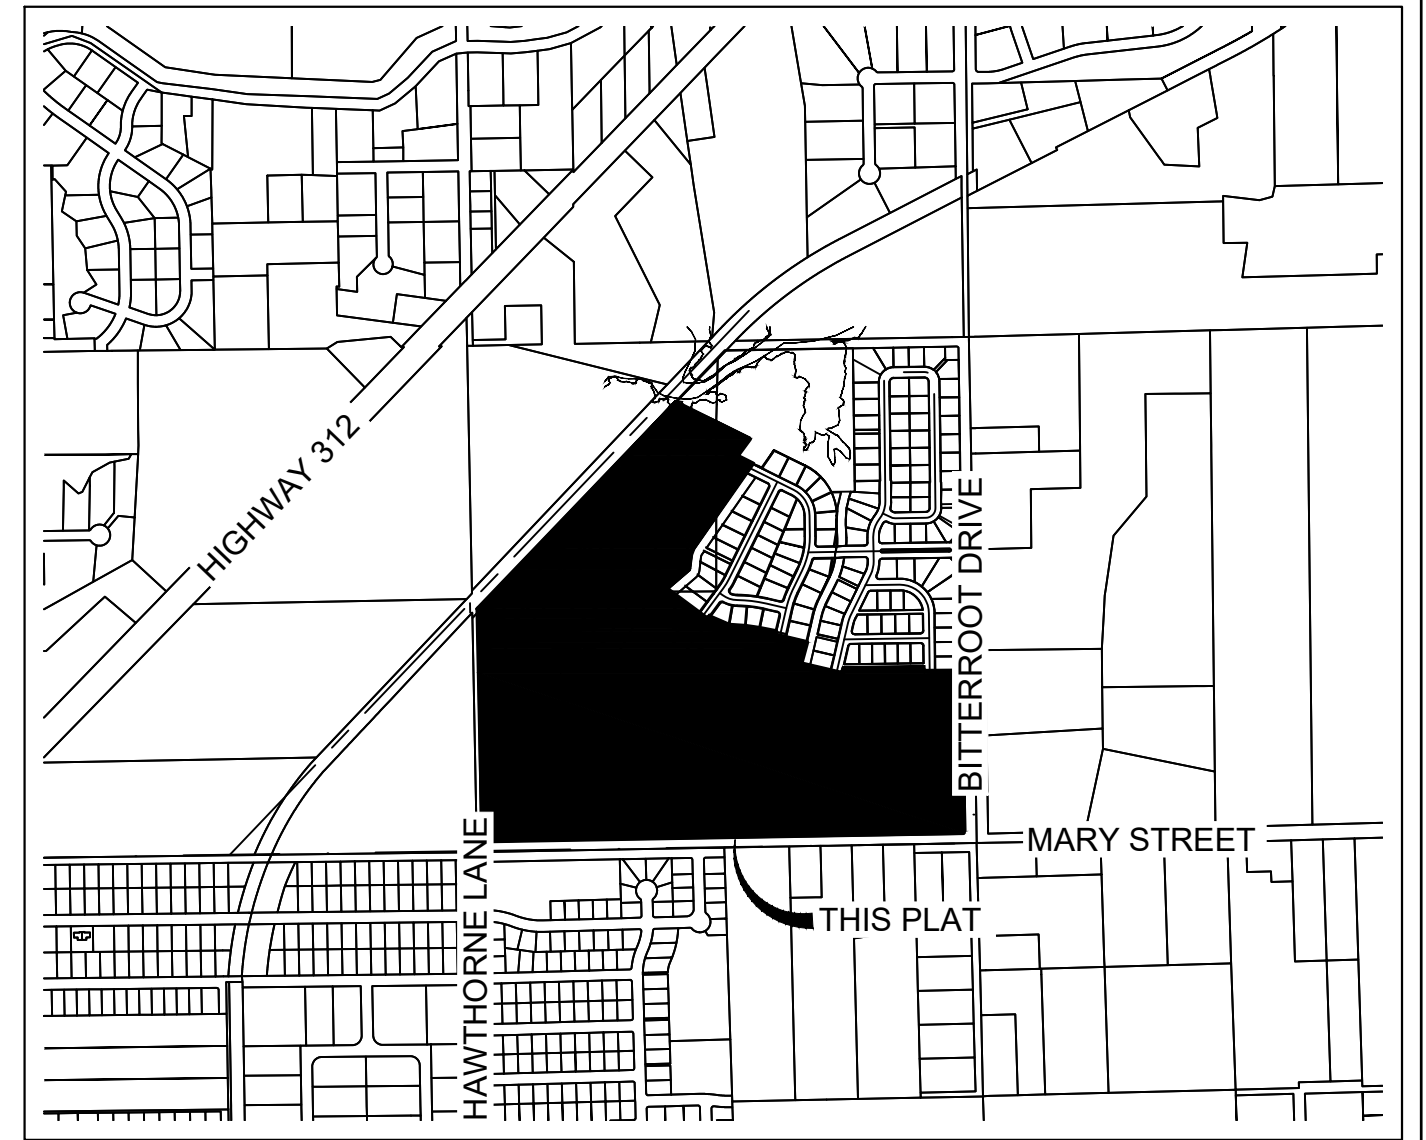 HIGHWAY 312
BITTERROOT DRIVE
MARY STREET
HAWTHORNE LANE
THIS PLAT